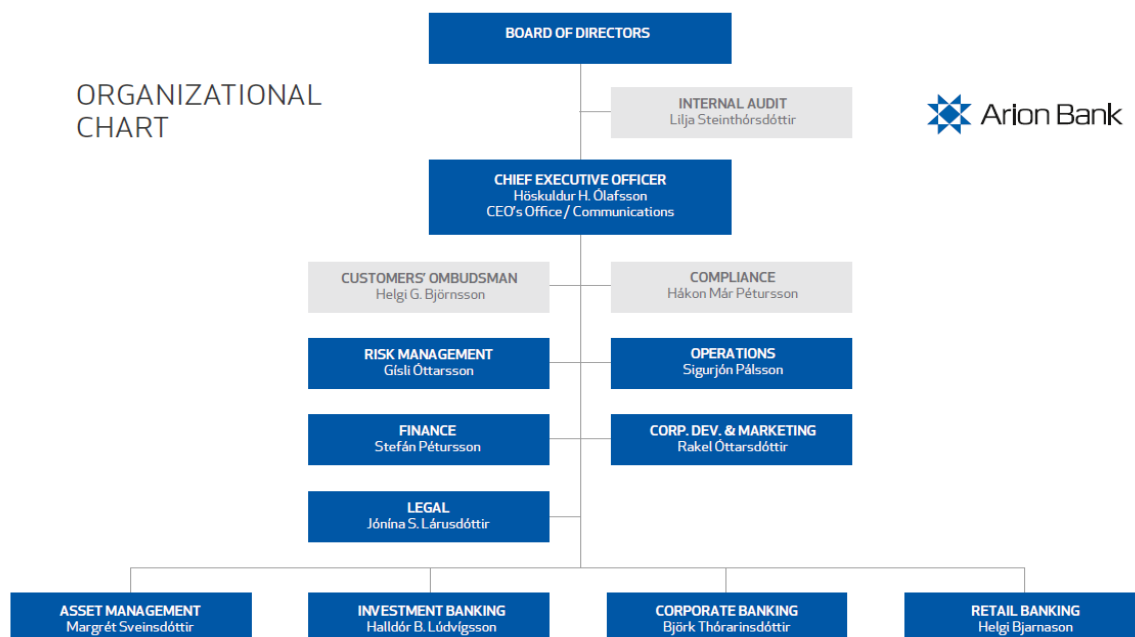 BOARD OF DIRECTORS
ORGANIZATIONAL
CHART
INTERNAL AUDIT
Lilja Steinthórsdóttir
Arion Bank
CHIEF EXECUTIVE OFFICER
Höskuldur H. Ólafsson
CEO's Office / Communications
CUSTOMERS' OMBUDSMAN
Helgi G. Björnsson
COMPLIANCE
Hákon Már Pétursson
RISK MANAGEMENT
Gísli Óttarsson
OPERATIONS
Sigurjón Pálsson
FINANCE
Stefán Pétursson
CORP. DEV. & MARKETING
Rakel Óttarsdóttir
LEGAL
Jónína S. Lárusdóttir
ASSET MANAGEMENT
Margrét Sveinsdóttir
INVESTMENT BANKING
Halldór B. Lúdvígsson
CORPORATE BANKING
Björk Thórarinsdóttir
RETAIL BANKING
Helgi Bjarnason